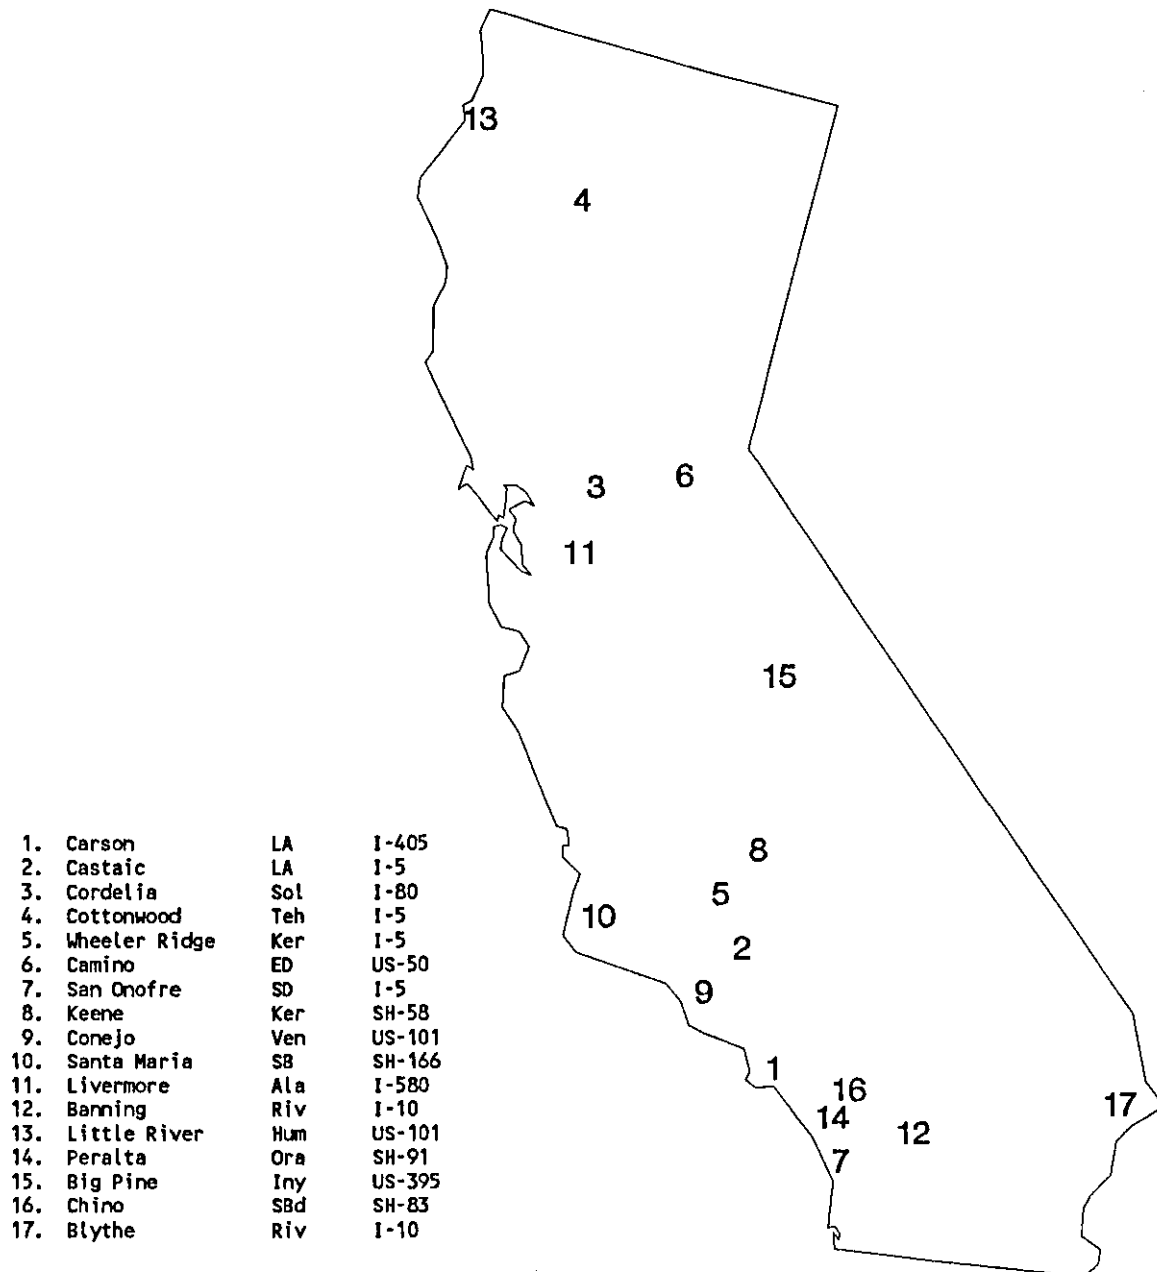 13
4
6
3
11
15
8
5
10
2
9
1
16
17
14
12
7
1. Carson LA I-405
2. Castaic LA I-5
3. Cordelia Sol I-80
4. Cottonwood Teh I-5
5. Wheeler Ridge Ker I-5
6. Camino ED US-50
7. San Onofre SD I-5
8. Keene Ker SH-58
9. Conejo Ven US-101
10. Santa Maria SB SH-166
11. Livermore Ala I-580
12. Banning Riv I-10
13. Little River Hum US-101
14. Peralta Ora SH-91
15. Big Pine Iny US-395
16. Chino SBd SH-83
17. Blythe Riv I-10